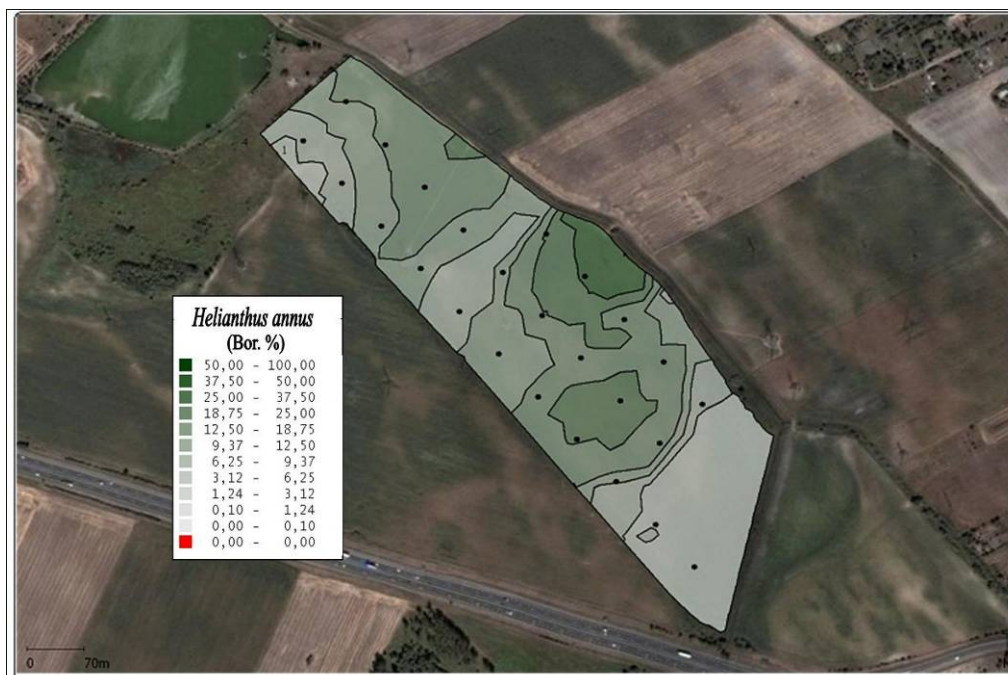 1
Helianthus annus
(Bor. %)
50,00 - 100,00
37,50 - 50,00
25,00 - 37,50
18,75 - 25,00
12,50 - 18,75
9,37 - 12,50
6,25 - 9,37
3,12 - 6,25
1,24 - 3,12
0,10 - 1,24
0,00 - 0,10
0,00 - 0,00
0 70m